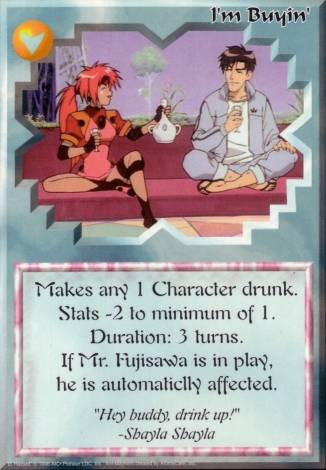 I'm Buyin'
Makes any 1 Character drunk.
Stats -2 to minimum of 1.
Duration: 3 turns.
If Mr. Fujisawa is in play,
he is automatically affected.
"Hey buddy, drink up!"
-Shayla Shayla